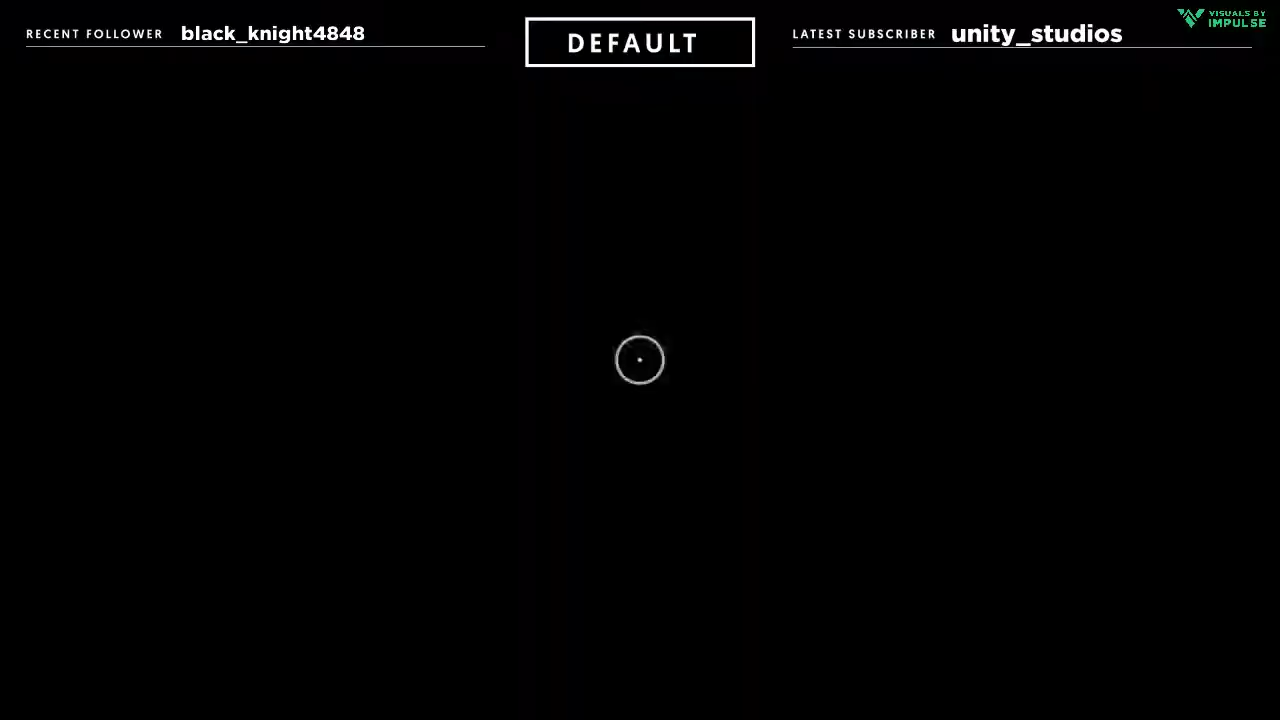 RECENT FOLLOWER black_knight4848
DEFAULT
LATEST SUBSCRIBER unity_studios
VISUALS BY
IMPULSE